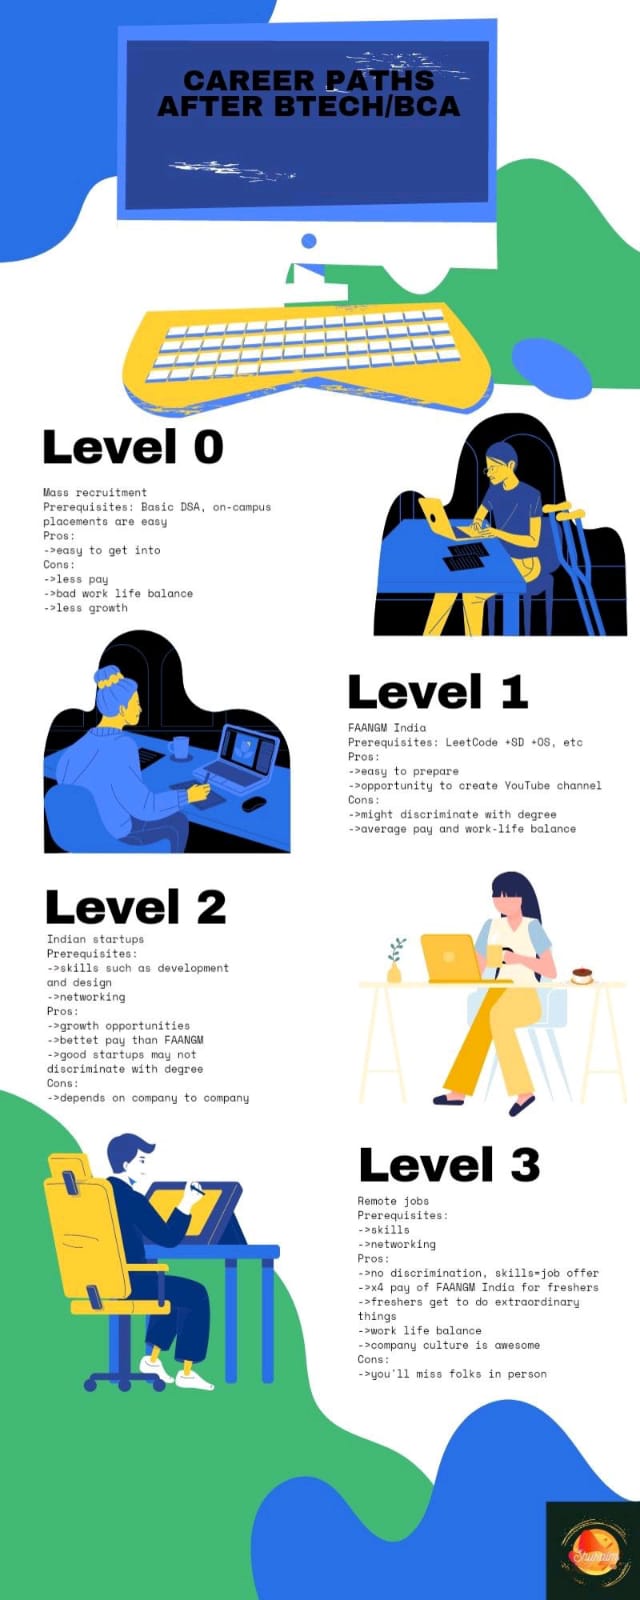 CAREER PATHS
AFTER BTECH/BCA
Level 0
Mass recruitment
Prerequisites: Basic DSA, on-campus
placements are easy
Pros:
->easy to get into
Cons:
->less pay
->bad work life balance
->less growth
Level 1
FAANGM India
Prerequisites: LeetCode +SD +OS, etc
Pros:
->easy to prepare
->opportunity to create YouTube channel
Cons:
->might discriminate with degree
->average pay and work-life balance
Level 2
Indian startups
Prerequisites:
->skills such as development
and design
->networking
Pros:
->growth opportunities
->bettet pay than FAANGM
->good startups may not
discriminate with degree
Cons:
->depends on company to company
Level 3
Remote jobs
Prerequisites:
->skills
->networking
Pros:
->no discrimination, skills=job offer
->x4 pay of FAANGM India for freshers
->freshers get to do extraordinary
things
->work life balance
->company culture is awesome
Cons:
->you'll miss folks in person